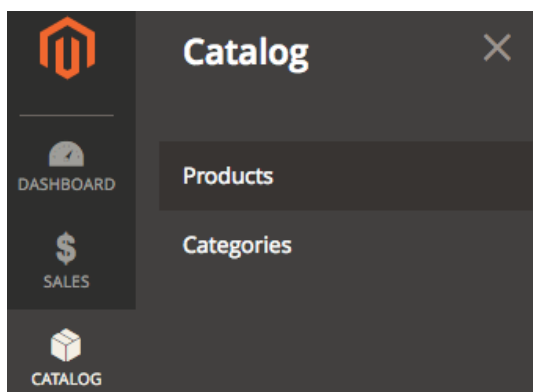 Catalog
DASHBOARD
SALES
CATALOG
Products
Categories